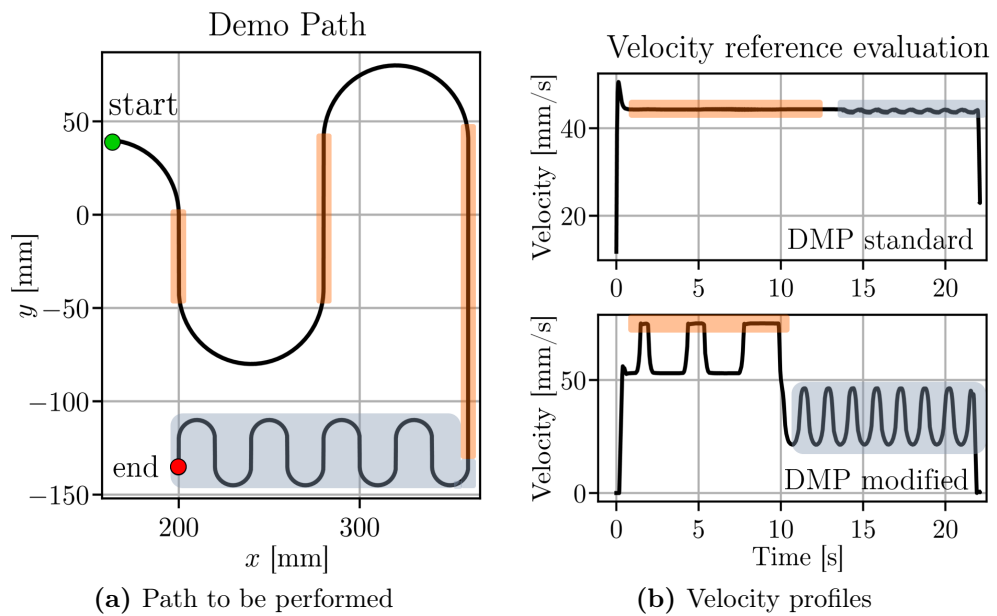 Demo Path
start
end
50
0
−50
−100
−150
y [mm]
200
300
x [mm]
(a) Path to be performed
Velocity reference evaluation
Velocity [mm/s]
40
20
DMP standard
0
5
10
15
20
Velocity [mm/s]
50
0
DMP modified
0
5
10
15
20
Time [s]
(b) Velocity profiles